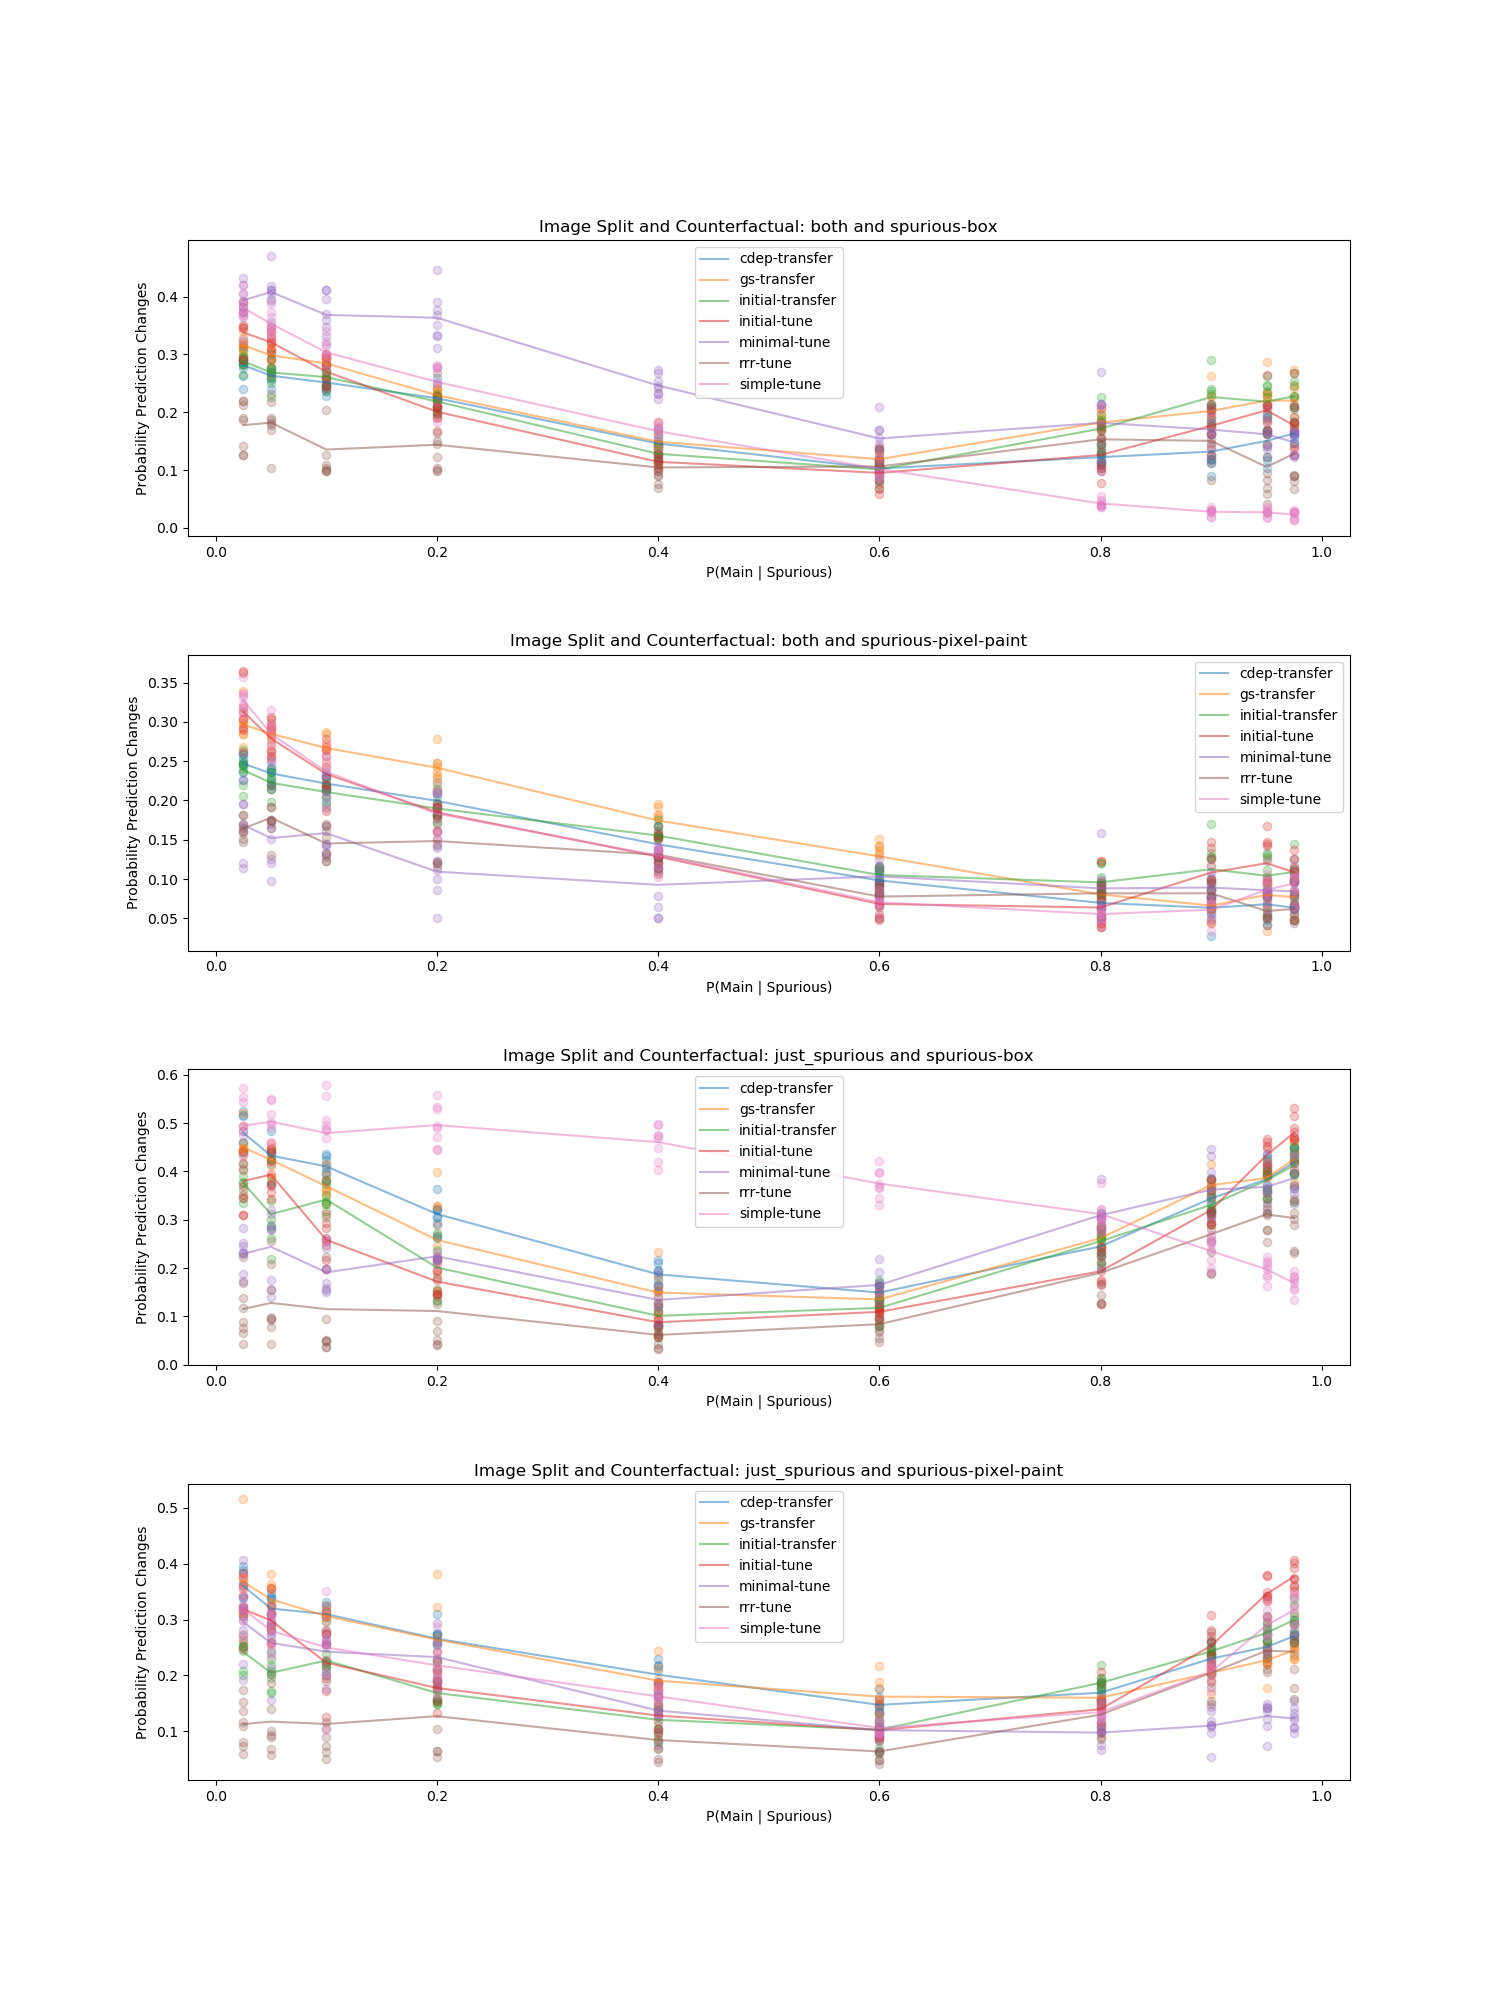 Image Split and Counterfactual: both and spurious-box
Probability Prediction Changes
0.4
0.3
0.2
0.1
0.0
cdep-transfer
gs-transfer
initial-transfer
initial-tune
minimal-tune
rrr-tune
simple-tune
0.0 0.2 0.4 0.6 0.8 1.0
P(Main | Spurious)
Image Split and Counterfactual: both and spurious-pixel-paint
Probability Prediction Changes
0.35
0.30
0.25
0.20
0.15
0.10
0.05
cdep-transfer
gs-transfer
initial-transfer
initial-tune
minimal-tune
rrr-tune
simple-tune
0.0 0.2 0.4 0.6 0.8 1.0
P(Main | Spurious)
Image Split and Counterfactual: just_spurious and spurious-box
Probability Prediction Changes
0.6
0.5
0.4
0.3
0.2
0.1
0.0
cdep-transfer
gs-transfer
initial-transfer
initial-tune
minimal-tune
rrr-tune
simple-tune
0.0 0.2 0.4 0.6 0.8 1.0
P(Main | Spurious)
Image Split and Counterfactual: just_spurious and spurious-pixel-paint
Probability Prediction Changes
0.5
0.4
0.3
0.2
0.1
cdep-transfer
gs-transfer
initial-transfer
initial-tune
minimal-tune
rrr-tune
simple-tune
0.0 0.2 0.4 0.6 0.8 1.0
P(Main | Spurious)